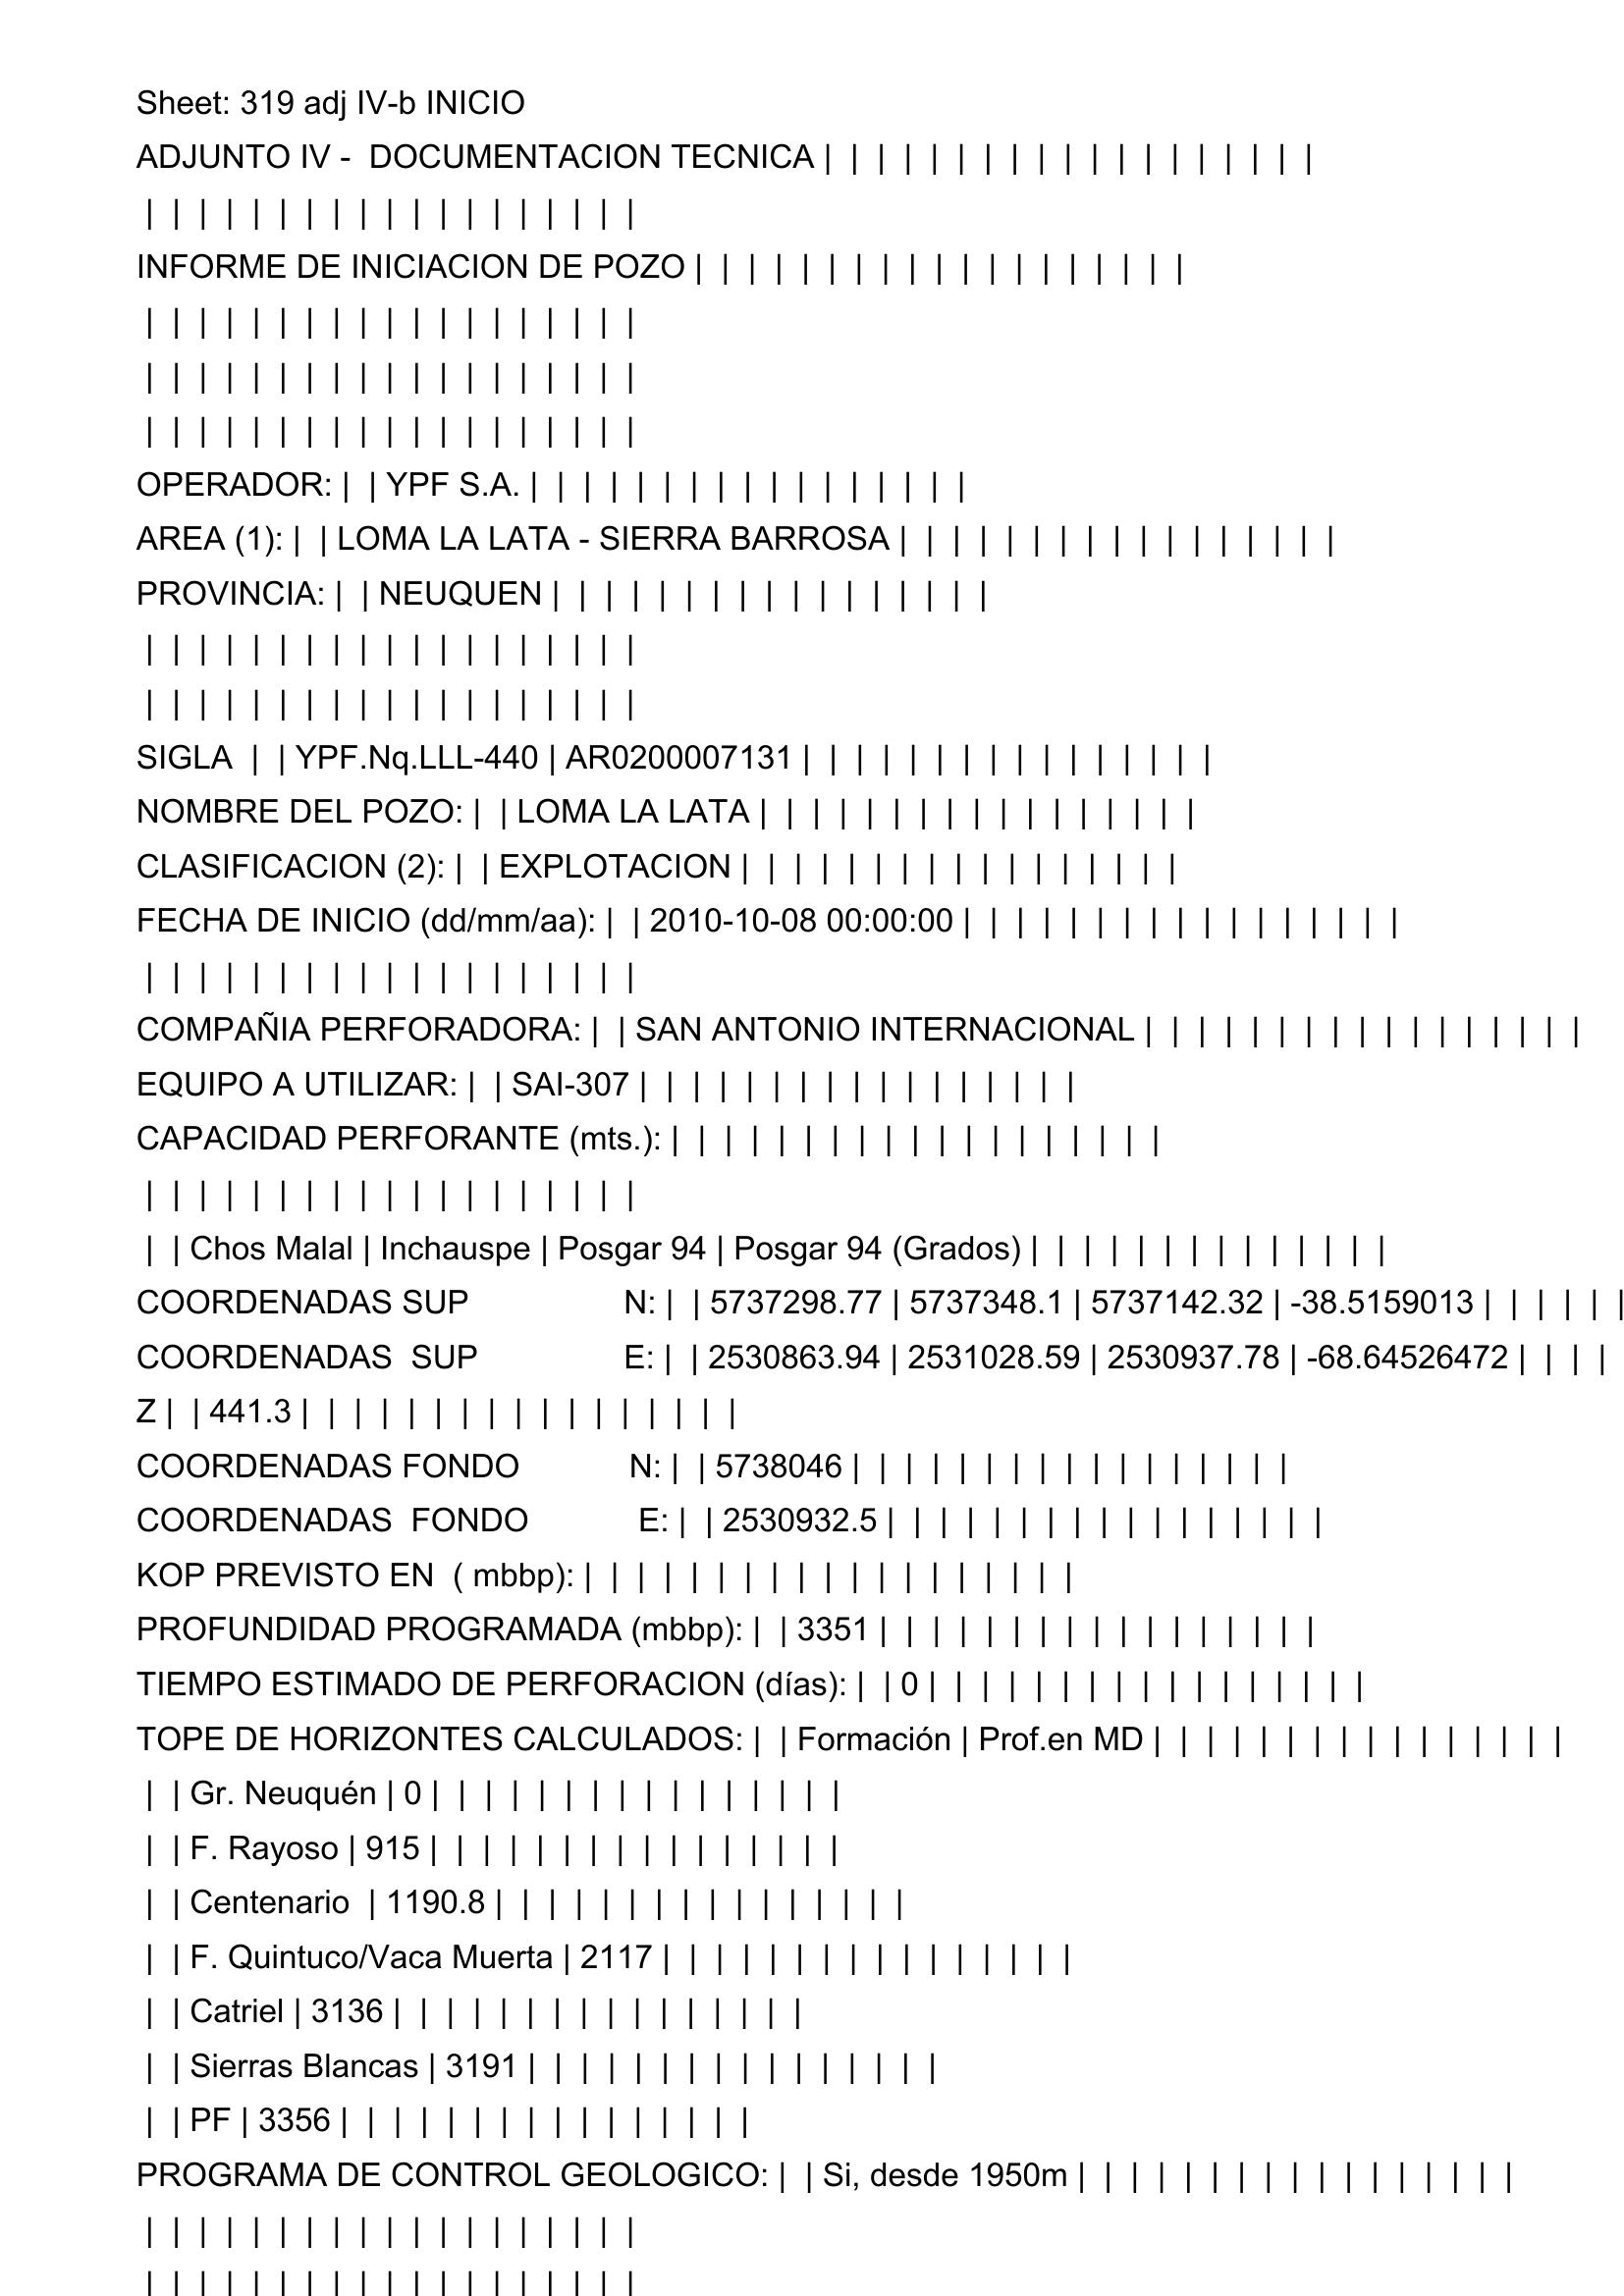 Sheet: 319 adj IV-b INICIO
ADJUNTO IV -  DOCUMENTACION TECNICA | | | | | | | | | | | | | | | | | | |
| | | | | | | | | | | | | | | | | | |
INFORME DE INICIACION DE POZO | | | | | | | | | | | | | | | | | | |
| | | | | | | | | | | | | | | | | | |
| | | | | | | | | | | | | | | | | | |
| | | | | | | | | | | | | | | | | | |
OPERADOR: | | YPF S.A. | | | | | | | | | | | | | | | | |
AREA (1): | | LOMA LA LATA - SIERRA BARROSA | | | | | | | | | | | | | | | | |
PROVINCIA: | | NEUQUEN | | | | | | | | | | | | | | | | |
| | | | | | | | | | | | | | | | | | |
| | | | | | | | | | | | | | | | | | |
SIGLA | | YPF.Nq.LLL-440 | AR0200007131 | | | | | | | | | | | | | | | |
NOMBRE DEL POZO: | | LOMA LA LATA | | | | | | | | | | | | | | | | |
CLASIFICACION (2): | | EXPLOTACION | | | | | | | | | | | | | | | | |
FECHA DE INICIO (dd/mm/aa): | | 2010-10-08 00:00:00 | | | | | | | | | | | | | | | | |
| | | | | | | | | | | | | | | | | | |
COMPAÑIA PERFORADORA: | | SAN ANTONIO INTERNACIONAL | | | | | | | | | | | | | | | | |
EQUIPO A UTILIZAR: | | SAI-307 | | | | | | | | | | | | | | | | |
CAPACIDAD PERFORANTE (mts.): | | | | | | | | | | | | | | | | | | |
| | | | | | | | | | | | | | | | | | |
| | Chos Malal | Inchauspe | Posgar 94 | Posgar 94 (Grados) | | | | | | | | | | | | | |
COORDENADAS SUP N: | | 5737298.77 | 5737348.1 | 5737142.32 | -38.5159013 | | | | | |
COORDENADAS SUP E: | | 2530863.94 | 2531028.59 | 2530937.78 | -68.64526472 | | | |
Z | | 441.3 | | | | | | | | | | | | | | | | |
COORDENADAS FONDO N: | | 5738046 | | | | | | | | | | | | | | | | |
COORDENADAS FONDO E: | | 2530932.5 | | | | | | | | | | | | | | | | |
KOP PREVISTO EN ( mbbp): | | | | | | | | | | | | | | | | | | |
PROFUNDIDAD PROGRAMADA (mbbp): | | 3351 | | | | | | | | | | | | | | | | |
TIEMPO ESTIMADO DE PERFORACION (días): | | 0 | | | | | | | | | | | | | | | | |
TOPE DE HORIZONTES CALCULADOS: | | Formación | Prof.en MD | | | | | | | | | | | | | | | |
| | Gr. Neuquén | 0 | | | | | | | | | | | | | | | |
| | F. Rayoso | 915 | | | | | | | | | | | | | | | |
| | Centenario | 1190.8 | | | | | | | | | | | | | | | |
| | F. Quintuco/Vaca Muerta | 2117 | | | | | | | | | | | | | | | |
| | Catriel | 3136 | | | | | | | | | | | | | | | |
| | Sierras Blancas | 3191 | | | | | | | | | | | | | | | |
| | PF | 3356 | | | | | | | | | | | | | | | |
PROGRAMA DE CONTROL GEOLOGICO: | | Si, desde 1950m | | | | | | | | | | | | | | | | |
| | | | | | | | | | | | | | | | | | |
| | | | | | | | | | | | | | | | | | |